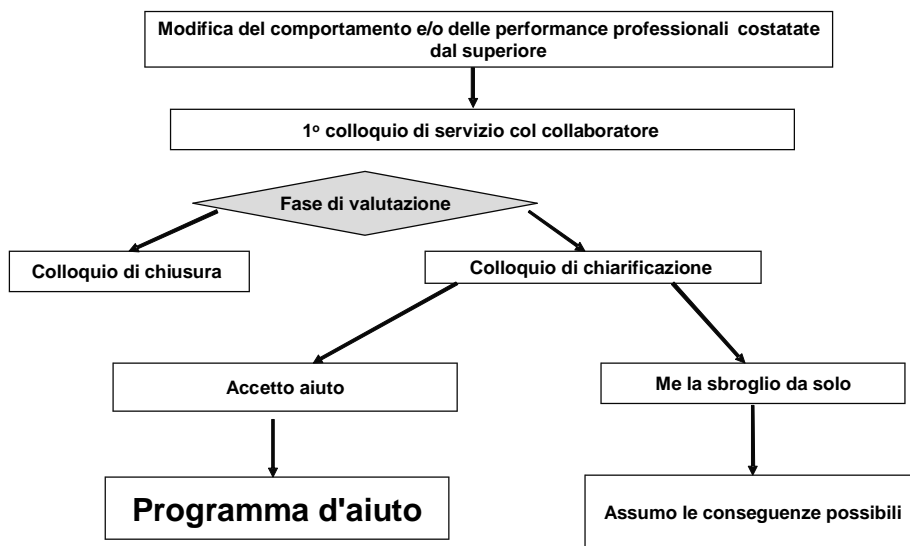 Modifica del comportamento e/o delle performance professionali costatate
dal superiore
1º colloquio di servizio col collaboratore
Fase di valutazione
Colloquio di chiusura
Colloquio di chiarificazione
Accetto aiuto
Me la sbroglio da solo
Programma d'aiuto
Assumo le conseguenze possibili